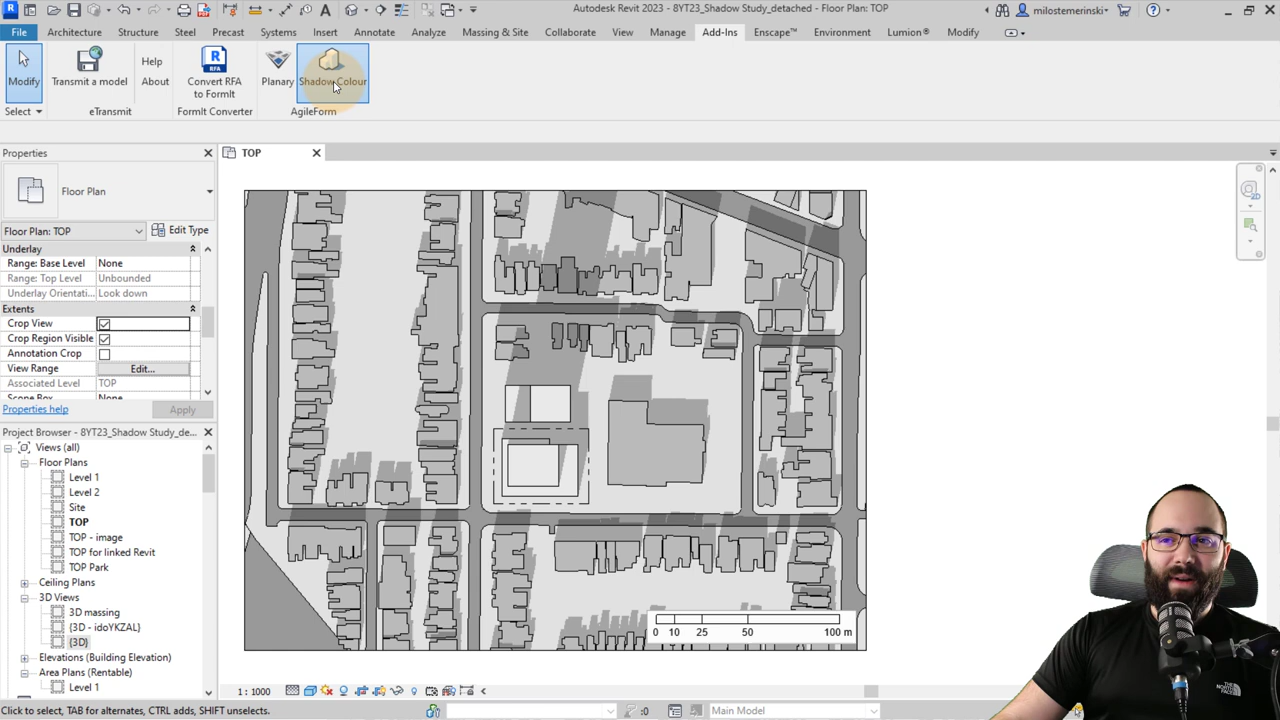 Autodesk Revit 2023 - 8YT23_Shadow Study_detached - Floor Plan: TOP
milostemerinski
File
Architecture
Structure
Steel
Precast
Systems
Insert
Annotate
Analyze
Massing & Site
Collaborate
View
Manage
Add-Ins
Enscape™
Environment
Lumion®
Modify
Modify
Transmit a model
Help
About
Convert RFA
to FormIt
Planary
Shadow Colour
Select
eTransmit
FormIt Converter
AgileForm
Properties
TOP
Floor Plan
Floor Plan: TOP
Edit Type
Underlay
Range: Base Level
None
Range: Top Level
Unbounded
Underlay Orientati...
Look down
Extents
Crop View
Crop Region Visible
Annotation Crop
View Range
Edit...
Associated Level
TOP
Scope Box
None
Properties help
Apply
Project Browser - 8YT23_Shadow Study_de...
Views (all)
Floor Plans
Level 1
Level 2
Site
TOP
TOP - image
TOP for linked Revit
TOP Park
Ceiling Plans
3D Views
3D massing
{3D - idoYKZAL}
{3D}
Elevations (Building Elevation)
Area Plans (Rentable)
Level 1
0 10 25 50 100 m
1 : 1000
Click to select, TAB for alternates, CTRL adds, SHIFT unselects.
:0
Main Model